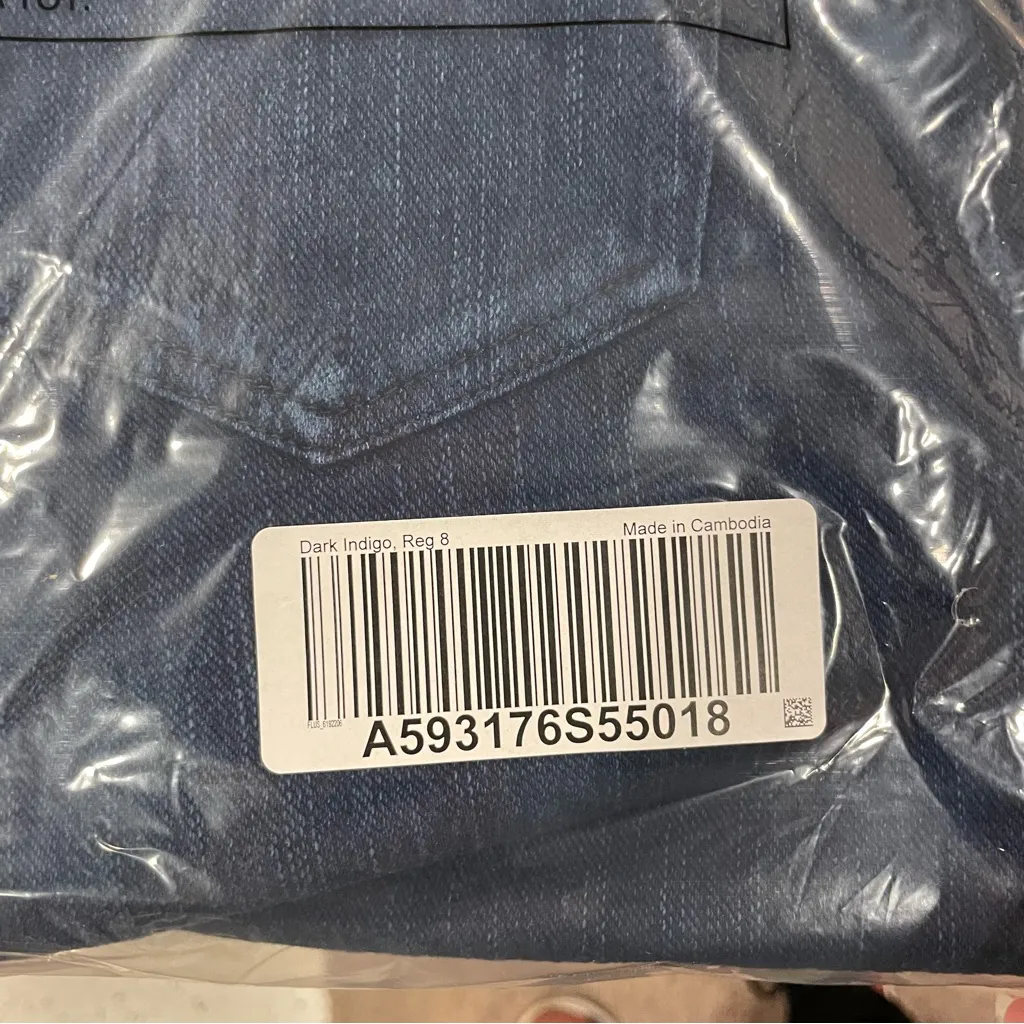 Dark Indigo, Reg 8
Made in Cambodia
A593176S55018